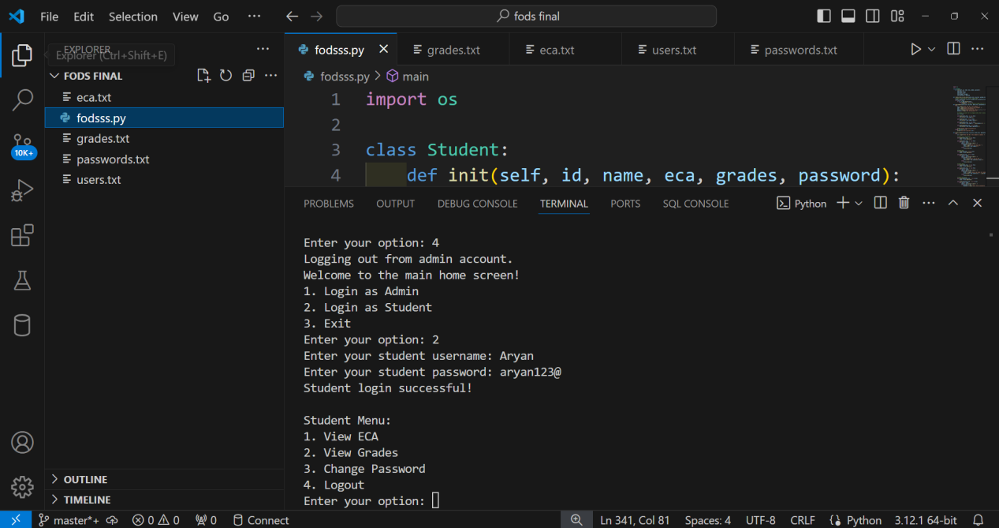 File Edit Selection View Go ··· fods final
EXPLORER
Explorer (Ctrl+Shift+E)
FODS FINAL
eca.txt
fodsss.py
grades.txt
passwords.txt
users.txt
OUTLINE
TIMELINE
10K+
fodsss.py grades.txt eca.txt users.txt passwords.txt
fodsss.py > main
1 import os
2
3 class Student:
4 def init(self, id, name, eca, grades, password):
PROBLEMS OUTPUT DEBUG CONSOLE TERMINAL PORTS SQL CONSOLE Python
Enter your option: 4
Logging out from admin account.
Welcome to the main home screen!
1. Login as Admin
2. Login as Student
3. Exit
Enter your option: 2
Enter your student username: Aryan
Enter your student password: aryan123@
Student login successful!
Student Menu:
1. View ECA
2. View Grades
3. Change Password
4. Logout
Enter your option:
master*+ 0 0 0 Connect Ln 341, Col 81 Spaces: 4 UTF-8 CRLF {} Python 3.12.1 64-bit